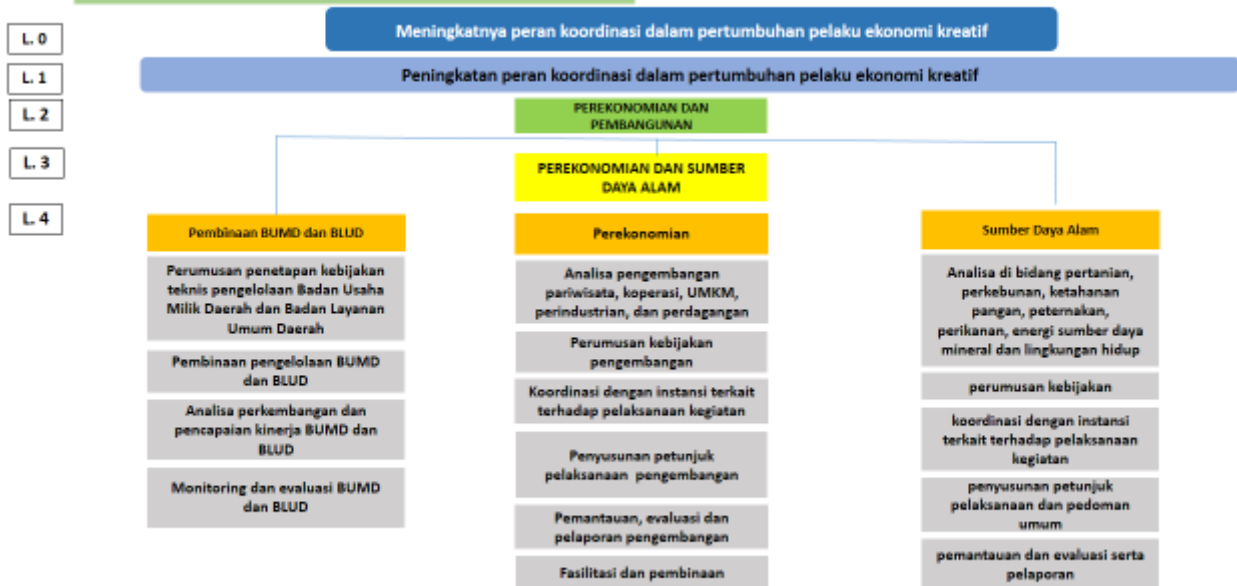 L. 0
Meningkatnya peran koordinasi dalam pertumbuhan pelaku ekonomi kreatif
L. 1
Peningkatan peran koordinasi dalam pertumbuhan pelaku ekonomi kreatif
L. 2
PEREKONOMIAN DAN
PEMBANGUNAN
L. 3
PEREKONOMIAN DAN SUMBER
DAYA ALAM
L. 4
Pembinaan BUMD dan BLUD
Perumusan penetapan kebijakan
teknis pengelolaan Badan Usaha
Milik Daerah dan Badan Layanan
Umum Daerah
Pembinaan pengelolaan BUMD
dan BLUD
Analisa perkembangan dan
pencapaian kinerja BUMD dan
BLUD
Monitoring dan evaluasi BUMD
dan BLUD
Perekonomian
Analisa pengembangan
pariwisata, koperasi, UMKM,
perindustrian, dan perdagangan
Perumusan kebijakan
pengembangan
Koordinasi dengan instansi terkait
terhadap pelaksanaan kegiatan
Penyusunan petunjuk
pelaksanaan pengembangan
Pemantauan, evaluasi dan
pelaporan pengembangan
Fasilitasi dan pembinaan
Sumber Daya Alam
Analisa di bidang pertanian,
perkebunan, ketahanan
pangan, peternakan,
perikanan, energi sumber daya
mineral dan lingkungan hidup
perumusan kebijakan
koordinasi dengan instansi
terkait terhadap pelaksanaan
kegiatan
penyusunan petunjuk
pelaksanaan dan pedoman
umum
pemantauan dan evaluasi serta
pelaporan